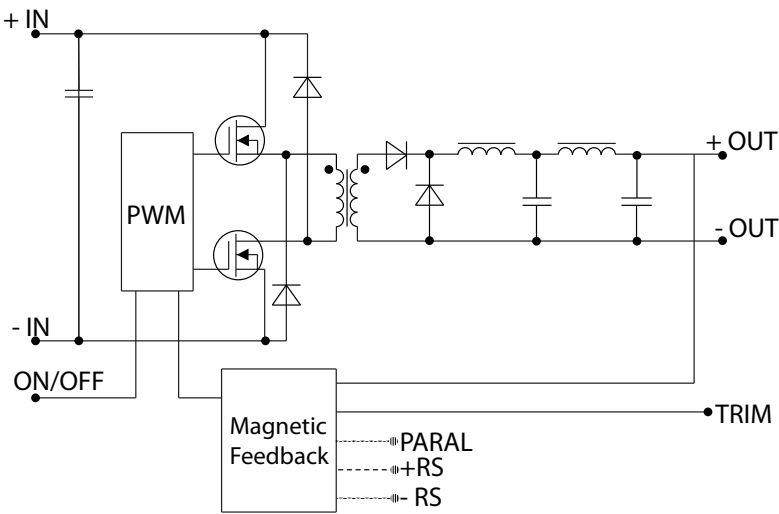 + IN
+ OUT
PWM
- OUT
- IN
ON/OFF
TRIM
Magnetic
Feedback
PARAL
+RS
- RS